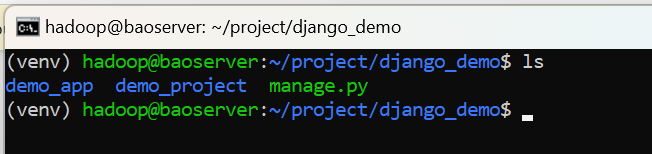 hadoop@baoserver: ~/project/django_demo
(venv) hadoop@baoserver:~/project/django_demo$ ls
demo_app  demo_project  manage.py
(venv) hadoop@baoserver:~/project/django_demo$